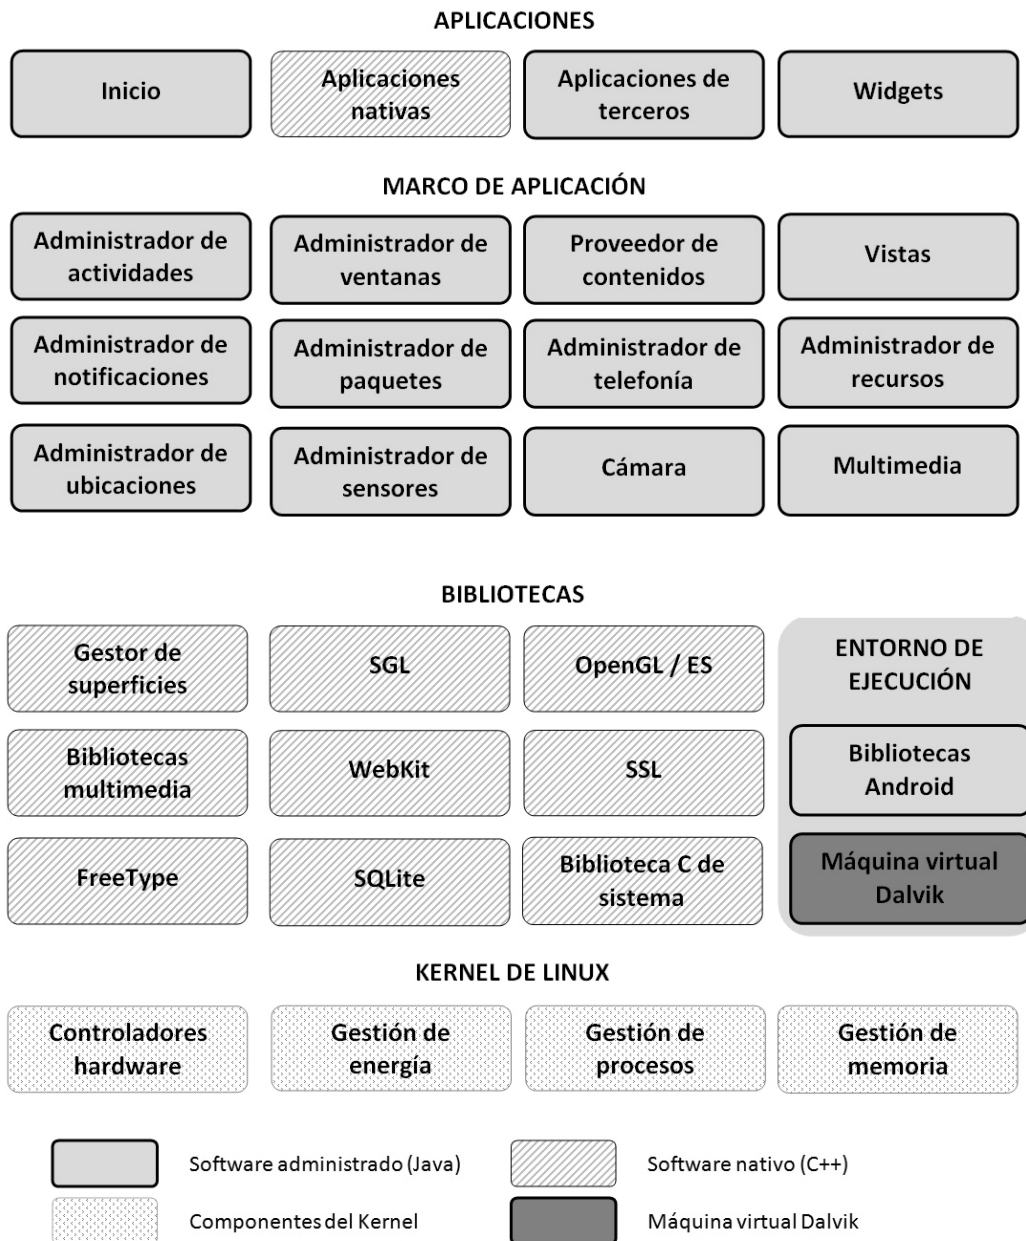 APLICACIONES
Inicio
Aplicaciones
nativas
Aplicaciones de
terceros
Widgets
MARCO DE APLICACIÓN
Administrador de
actividades
Administrador de
ventanas
Proveedor de
contenidos
Vistas
Administrador de
notificaciones
Administrador de
paquetes
Administrador de
telefonía
Administrador de
recursos
Administrador de
ubicaciones
Administrador de
sensores
Cámara
Multimedia
BIBLIOTECAS
Gestor de
superficies
SGL
OpenGL / ES
ENTORNO DE
EJECUCIÓN
Bibliotecas
multimedia
WebKit
SSL
Bibliotecas
Android
FreeType
SQLite
Biblioteca C de
sistema
Máquina virtual
Dalvik
KERNEL DE LINUX
Controladores
hardware
Gestión de
energía
Gestión de
procesos
Gestión de
memoria
Software administrado (Java)
Software nativo (C++)
Componentes del Kernel
Máquina virtual Dalvik